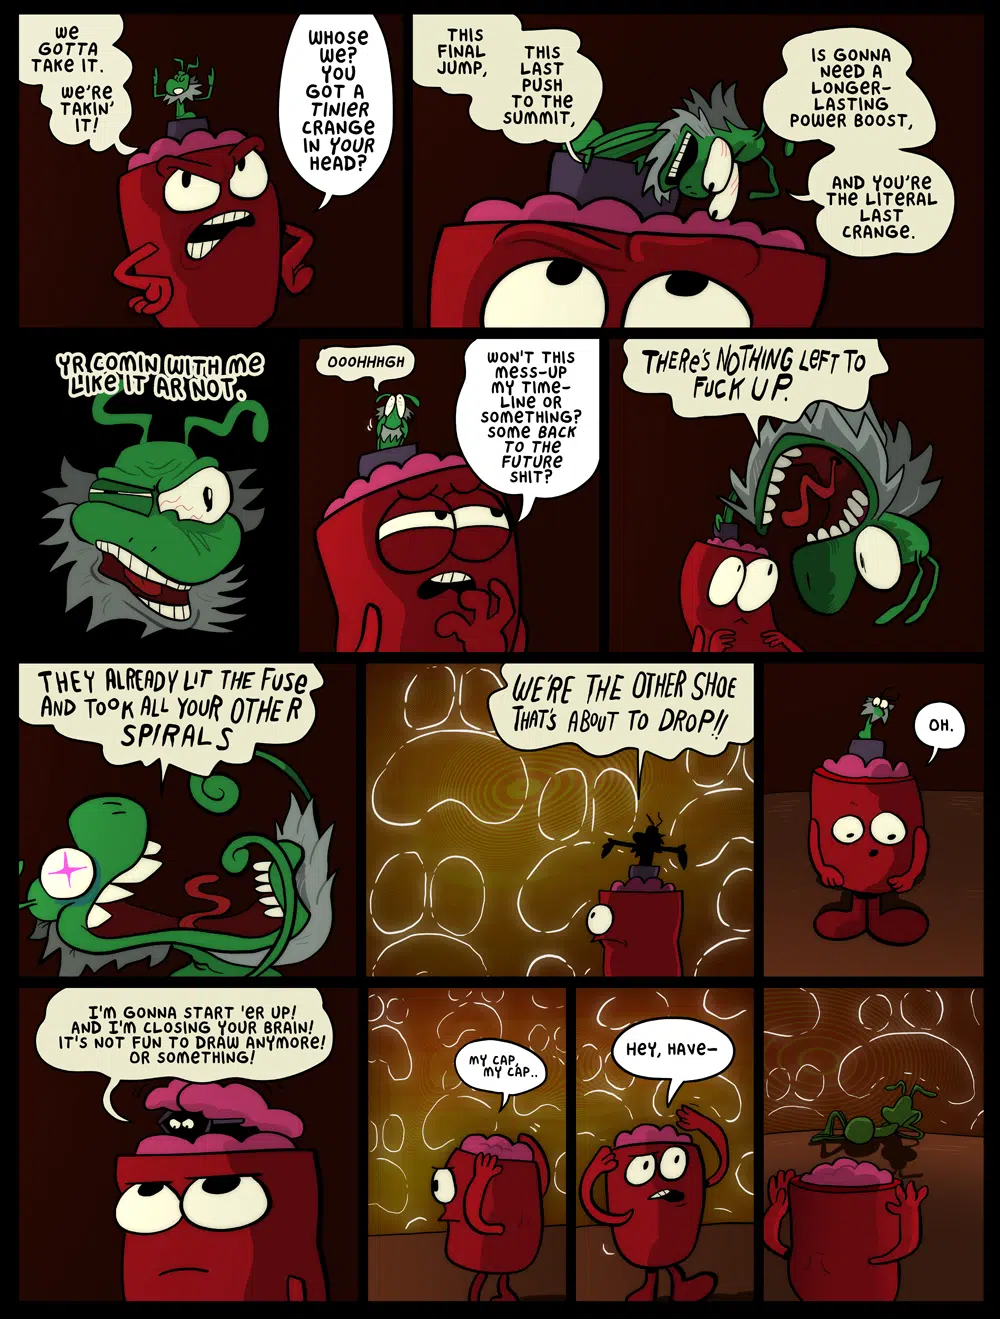 WE
GOTTA
TAKE IT.
WE'RE
TAKIN'
IT!
WHOSE
WE?
YOU
GOT A
TINIER
CRANGE
IN YOUR
HEAD?
THIS
FINAL
JUMP,
THIS
LAST
PUSH
TO THE
SUMMIT,
IS GONNA
NEED A
LONGER-
LASTING
POWER BOOST,
AND YOU'RE
THE LITERAL
LAST
CRANGE.
YR COMIN WITH ME
LIKE IT AR NOT.
OOOHHHGH
WON'T THIS
MESS-UP
MY TIME-
LINE OR
SOMETHING?
SOME BACK
TO THE
FUTURE
SHIT?
THERE'S NOTHING LEFT TO
FUCK UP.
THEY ALREADY LIT THE FUSE
AND TOOK ALL YOUR OTHER
SPIRALS
WE'RE THE OTHER SHOE
THAT'S ABOUT TO DROP!!
OH.
I'M GONNA START 'ER UP!
AND I'M CLOSING YOUR BRAIN!
IT'S NOT FUN TO DRAW ANYMORE!
OR SOMETHING!
MY CAP,
MY CAP..
HEY, HAVE-